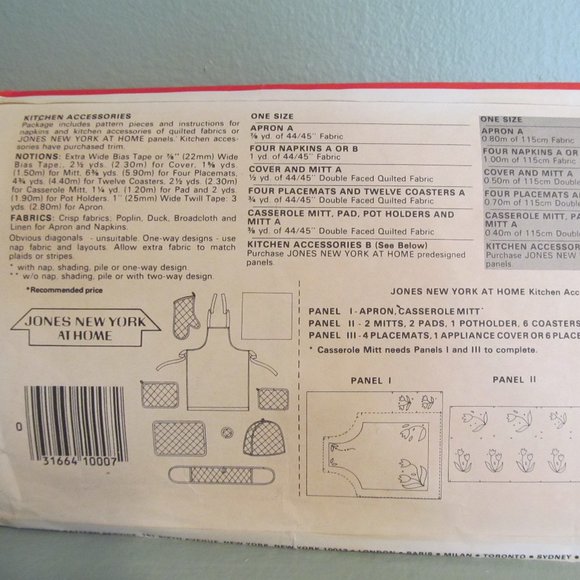 KITCHEN ACCESSORIES
Package includes pattern pieces and instructions for
napkins and kitchen accessories of quilted fabrics or
JONES NEW YORK AT HOME panels. Kitchen acces-
sories have purchased trim.
NOTIONS: Extra Wide Bias Tape or ⅞" (22mm) Wide
Bias Tape. 2½ yds. (2.30m) for Cover. 1⅝ yds.
(1.50m) for Mitt. 6⅜ yds. (5.90m) for Four Placemats,
4¾ yds. (4.40m) for Twelve Coasters. 2½ yds. (2.30m)
for Casserole Mitt. 1¼ yds. (1.20m) for Pad and 2 yds.
(1.90m) for Pot Holders. 1" (25mm) Wide Twill Tape: 3
yds. (2.80m) for Apron.
FABRICS: Crisp fabrics; Poplin, Duck, Broadcloth and
Linen for Apron and Napkins.
Obvious diagonals - unsuitable. One-way designs - use
nap fabric and layouts. Allow extra fabric to match
plaids or stripes.
* with nap, shading, pile or one-way design.
** w/o nap, shading, pile or with two-way design.
*Recommended price
JONES NEW YORK
AT HOME
0
31664 10007
ONE SIZE
APRON A
⅞ yd. of 44/45" Fabric
FOUR NAPKINS A OR B
1 yd. of 44/45" Fabric
COVER AND MITT A
½ yd. of 44/45" Double Faced Quilted Fabric
FOUR PLACEMATS AND TWELVE COASTERS A
¾ yd. of 44/45" Double Faced Quilted Fabric
CASSEROLE MITT, PAD, POT HOLDERS AND
MITT A
⅜ yd. of 44/45" Double Faced Quilted Fabric
KITCHEN ACCESSORIES B (See Below)
Purchase JONES NEW YORK AT HOME predesigned
panels.
ONE SIZE
APRON A
0.80m of 115cm Fabric
FOUR NAPKINS A OR
1.00m of 115cm Fabric
COVER AND MITT A
0.50m of 115cm Double
FOUR PLACEMATS AN
0.70m of 115cm Double
CASSEROLE MITT, PA
MITT A
0.40m of 115cm Double
KITCHEN ACCESSOR
Purchase JONES NEW Y
panels.
JONES NEW YORK AT HOME Kitchen Acc
PANEL I - APRON, CASSEROLE MITT*
PANEL II - 2 MITTS, 2 PADS, 1 POTHOLDER, 6 COASTERS
PANEL III - 4 PLACEMATS, 1 APPLIANCE COVER OR 6 PLACE
* Casserole Mitt needs Panels I and III to complete.
PANEL I
PANEL II
AVENUE, NEW YORK, NEW YORK 10013 • LONDON • PARIS • MILAN • TORONTO • SYDNEY •